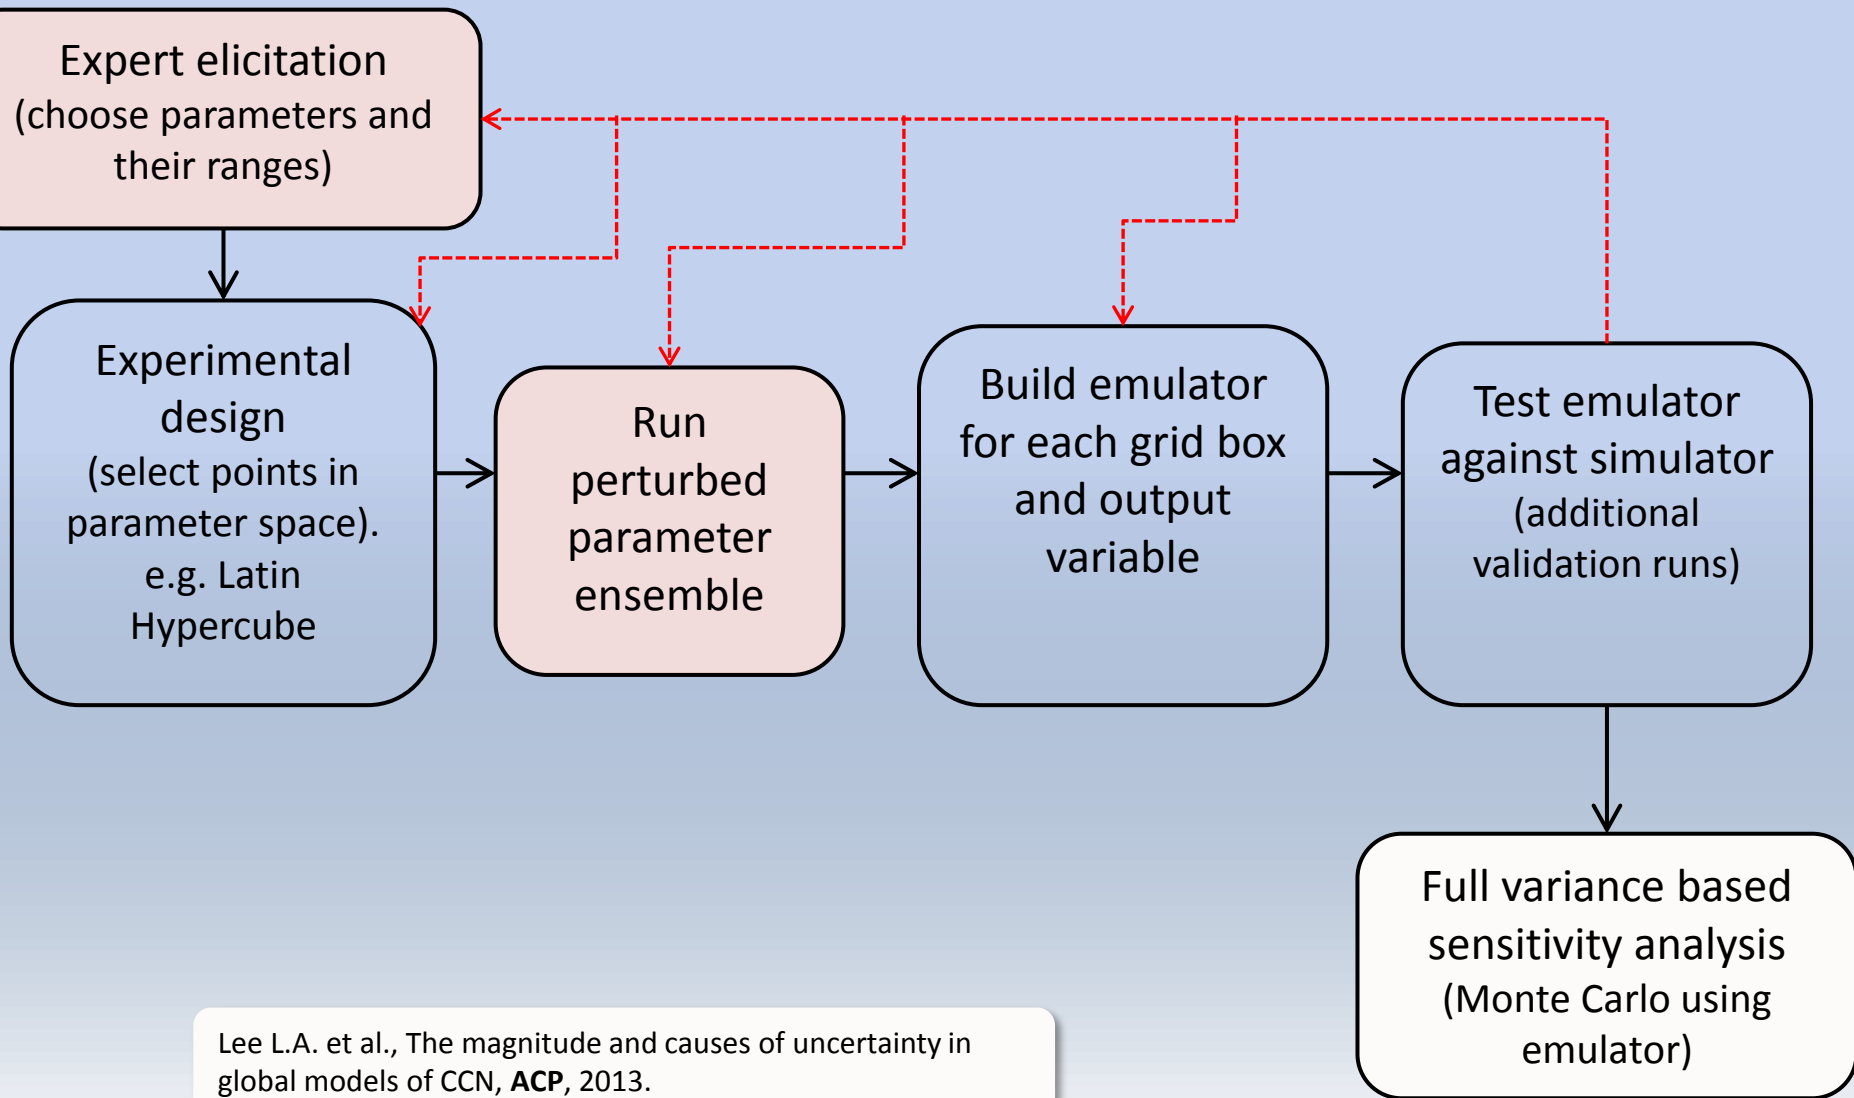 Expert elicitation
(choose parameters and
their ranges)
Experimental
design
(select points in
parameter space).
e.g. Latin
Hypercube
Run
perturbed
parameter
ensemble
Build emulator
for each grid box
and output
variable
Test emulator
against simulator
(additional
validation runs)
Full variance based
sensitivity analysis
(Monte Carlo using
emulator)
Lee L.A. et al., The magnitude and causes of uncertainty in
global models of CCN, ACP, 2013.